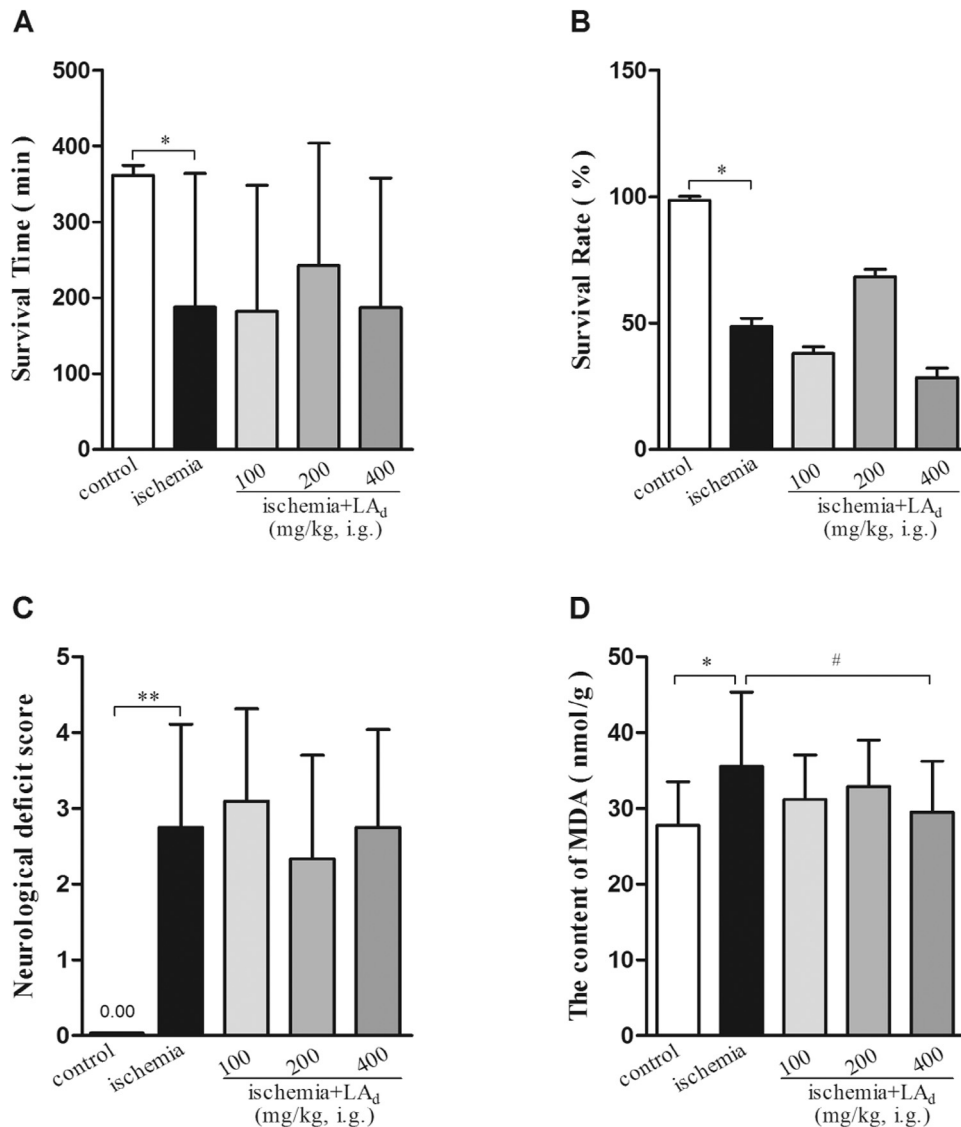 A
Survival Time ( min )
500
400
300
200
100
0
*
control
ischemia
100
200
400
ischemia+LAd
(mg/kg, i.g.)
B
Survival Rate ( % )
150
100
50
0
*
control
ischemia
100
200
400
ischemia+LAd
(mg/kg, i.g.)
C
Neurological deficit score
5
4
3
2
1
0
**
0.00
control
ischemia
100
200
400
ischemia+LAd
(mg/kg, i.g.)
D
The content of MDA ( nmol/g )
50
40
30
20
10
0
*
#
control
ischemia
100
200
400
ischemia+LAd
(mg/kg, i.g.)